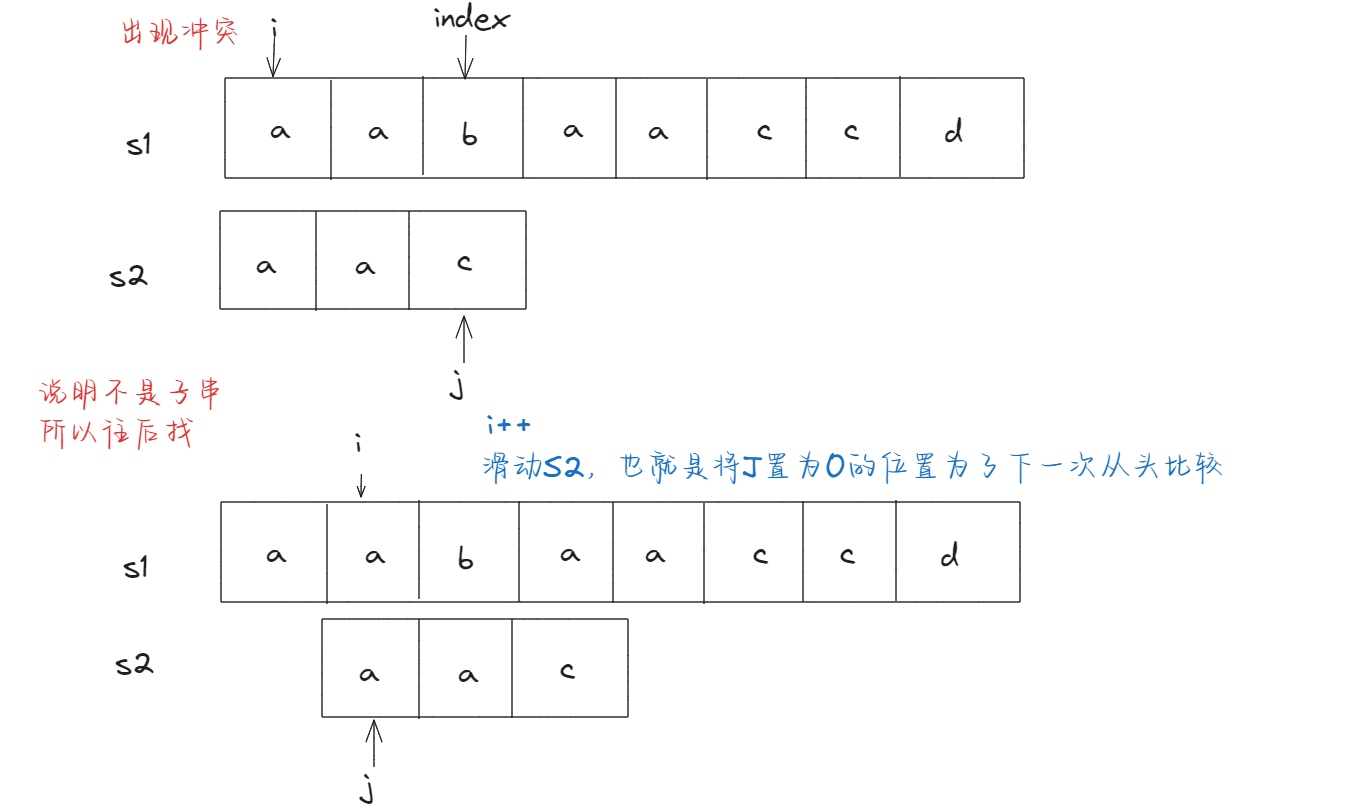 出现冲突 i index
s1 a a b a a c c d
s2 a a c
j
说明不是子串
所以往后找
i
i++
滑动S2，也就是将J置为0的位置为了下一次从头比较
s1 a a b a a c c d
s2 a a c
j